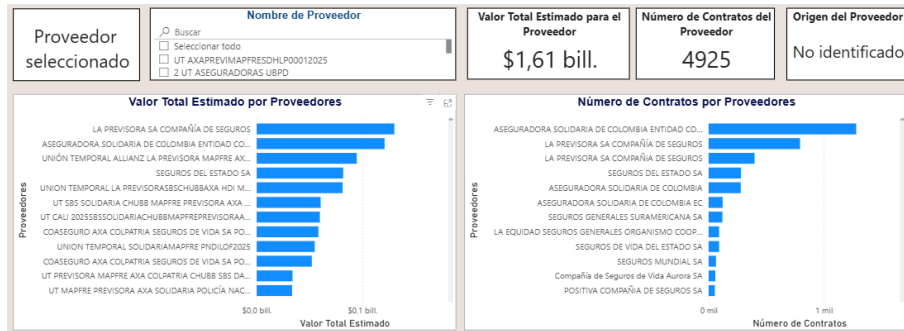 Proveedor
seleccionado
Nombre de Proveedor
Buscar
Seleccionar todo
UT AXAPREVIMAPFRESDHLP00012025
2 UT ASEGURADORAS UBPD
Valor Total Estimado para el
Proveedor
$1,61 bill.
Número de Contratos del
Proveedor
4925
Origen del Proveedor
No identificado
Valor Total Estimado por Proveedores
Proveedores
LA PREVISORA SA COMPAÑÍA DE SEGUROS
ASEGURADORA SOLIDARIA DE COLOMBIA ENTIDAD CO...
UNIÓN TEMPORAL ALLIANZ LA PREVISORA MAPFRE AX...
SEGUROS DEL ESTADO SA
UNION TEMPORAL LA PREVISORASBSCHUBBAXA HDI M...
UT SBS SOLIDARIA CHUBB MAPFRE PREVISORA AXA ...
UT CALI 2025SBSSOLIDARIACHUBBMAPFREPREVISORAA...
COASEGURO AXA COLPATRIA SEGUROS DE VIDA SA PO...
UNION TEMPORAL SOLIDARIAMAPFRE PNDILOF2025
COASEGURO AXA COLPATRIA SEGUROS DE VIDA SA PO...
UT PREVISORA MAPFRE AXA COLPATRIA CHUBB SBS DA...
UT MAPFRE PREVISORA AXA SOLIDARIA POLICÍA NAC...
$0,0 bill.
$0,1 bill.
Valor Total Estimado
Número de Contratos por Proveedores
Proveedores
ASEGURADORA SOLIDARIA DE COLOMBIA ENTIDAD CO...
LA PREVISORA SA COMPAÑÍA DE SEGUROS
LA PREVISORA SA COMPAÑIA DE SEGUROS
SEGUROS DEL ESTADO SA
ASEGURADORA SOLIDARIA DE COLOMBIA
ASEGURADORA SOLIDARIA DE COLOMBIA EC
SEGUROS GENERALES SURAMERICANA SA
LA EQUIDAD SEGUROS GENERALES ORGANISMO COOP...
SEGUROS DE VIDA DEL ESTADO SA
SEGUROS MUNDIAL SA
Compañía de Seguros de Vida Aurora SA
POSITIVA COMPAÑIA DE SEGUROS SA
0 mil
1 mil
Número de Contratos